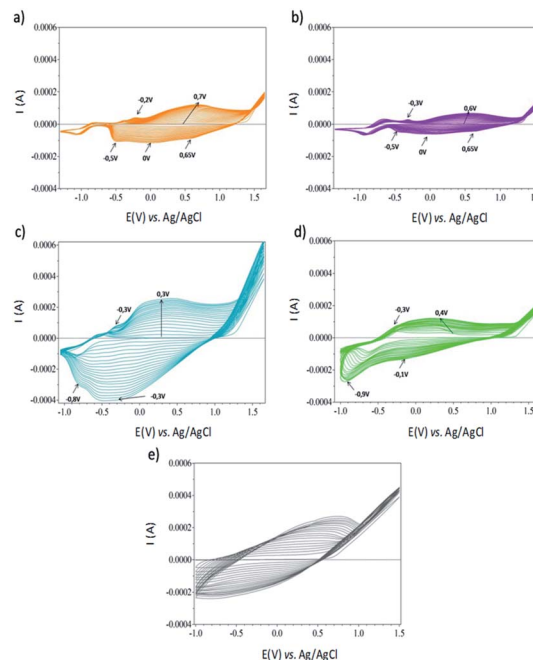 a)
0.0006
0.0004
0.0002
0.0000
-0.0002
-0.0004
I (A)
-0,2V
0,7V
-0,5V
0V
0,65V
-1.0 -0.5 0.0 0.5 1.0 1.5
E(V) vs. Ag/AgCl
b)
0.0006
0.0004
0.0002
0.0000
-0.0002
-0.0004
I (A)
-0,3V
0,6V
-0,5V
0V
0,65V
-1.0 -0.5 0.0 0.5 1.0 1.5
E(V) vs. Ag/AgCl
c)
0.0006
0.0004
0.0002
0.0000
-0.0002
-0.0004
I (A)
-0,3V
0,3V
-0,8V
-0,3V
-1.0 -0.5 0.0 0.5 1.0 1.5
E(V) vs. Ag/AgCl
d)
0.0006
0.0004
0.0002
0.0000
-0.0002
-0.0004
I (A)
-0,3V
0,4V
-0,1V
-0,9V
-1.0 -0.5 0.0 0.5 1.0 1.5
E(V) vs. Ag/AgCl
e)
0.0006
0.0004
0.0002
0.0000
-0.0002
-0.0004
I (A)
-1.0 -0.5 0.0 0.5 1.0 1.5
E(V) vs. Ag/AgCl